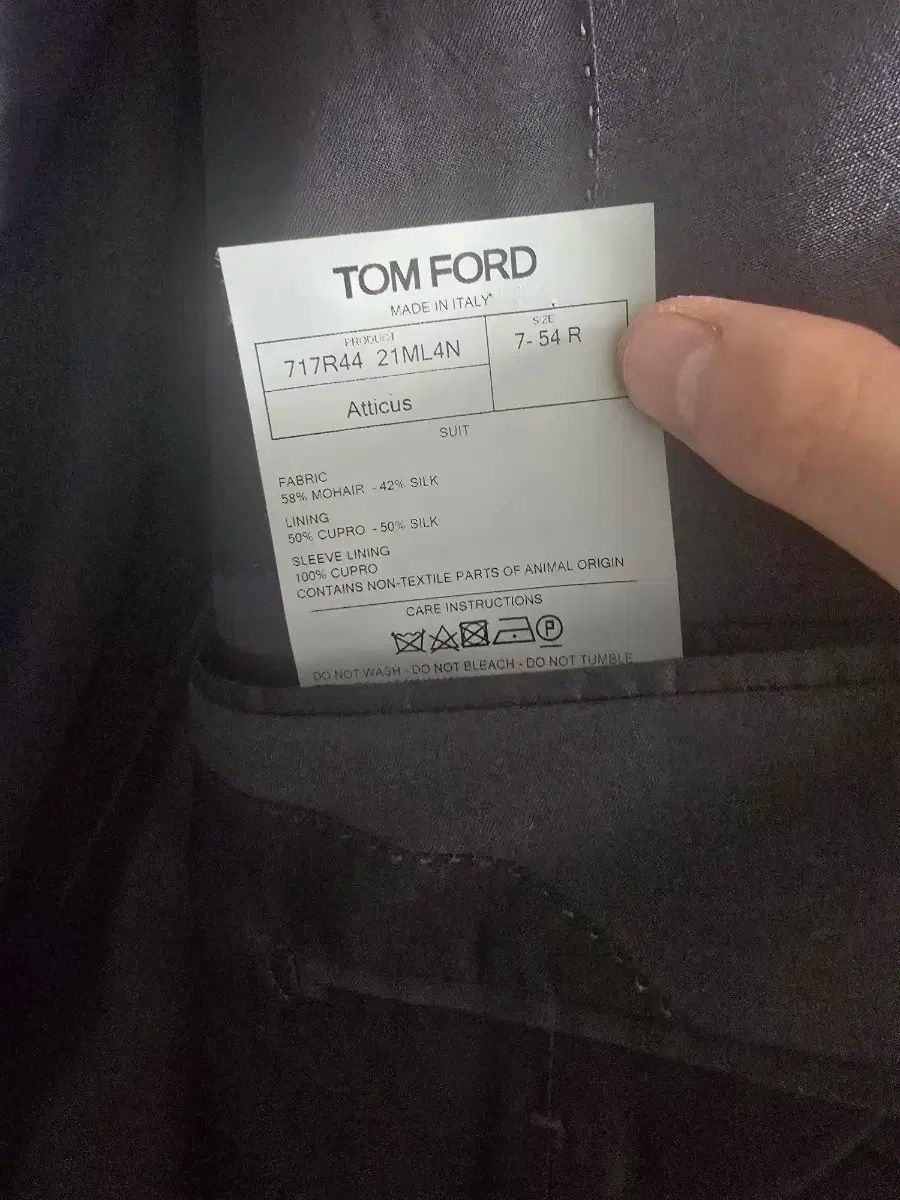 TOM FORD
MADE IN ITALY
PRODUCT
717R44 21ML4N
SIZE
7- 54 R
Atticus
SUIT
FABRIC
58% MOHAIR - 42% SILK
LINING
50% CUPRO - 50% SILK
SLEEVE LINING
100% CUPRO
CONTAINS NON-TEXTILE PARTS OF ANIMAL ORIGIN
CARE INSTRUCTIONS
P
DO NOT WASH - DO NOT BLEACH - DO NOT TUMBLE